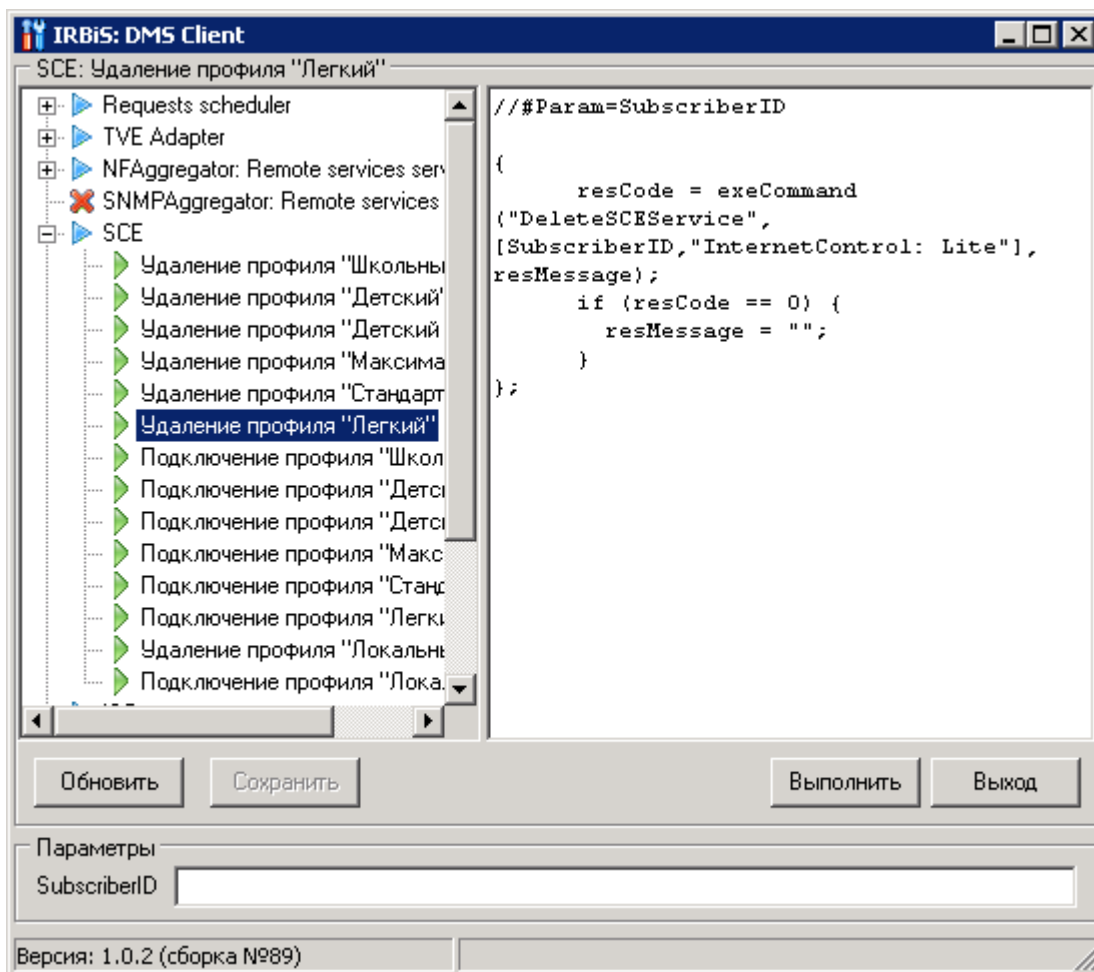 IRBiS: DMS Client
SCE: Удаление профиля "Легкий"
Requests scheduler
TVE Adapter
NFAggregator: Remote services serv
SNMPAggregator: Remote services
SCE
Удаление профиля "Школьны
Удаление профиля "Детский"
Удаление профиля "Детский
Удаление профиля "Максима
Удаление профиля "Стандарт
Удаление профиля "Легкий"
Подключение профиля "Школ
Подключение профиля "Детс
Подключение профиля "Детс
Подключение профиля "Макс
Подключение профиля "Станд
Подключение профиля "Легки
Удаление профиля "Локальнь
Подключение профиля "Лока
//#Param=SubscriberID
{
resCode = exeCommand
("DeleteSCEService",
[SubscriberID,"InternetControl: Lite"],
resMessage);
if (resCode == 0) {
resMessage = "";
}
};
Обновить
Сохранить
Выполнить
Выход
Параметры
SubscriberID
Версия: 1.0.2 (сборка №89)